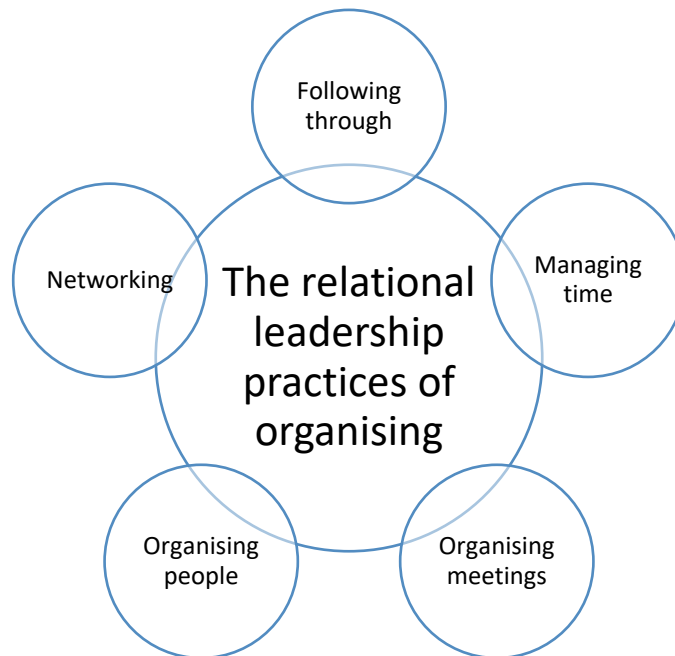 Following
through
Networking
The relational
leadership
practices of
organising
Managing
time
Organising
people
Organising
meetings